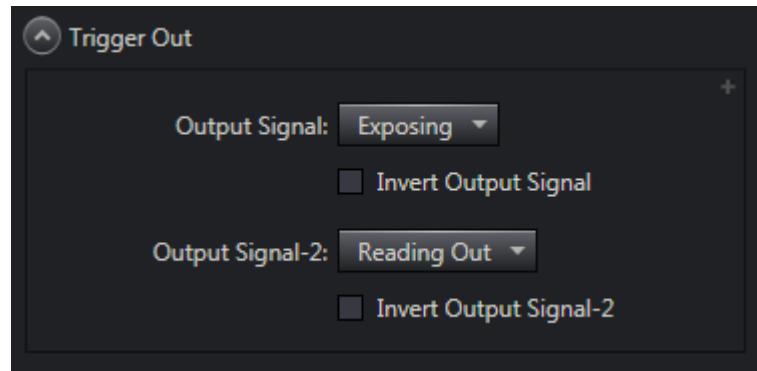 Trigger Out
Output Signal: Exposing
Invert Output Signal
Output Signal-2: Reading Out
Invert Output Signal-2